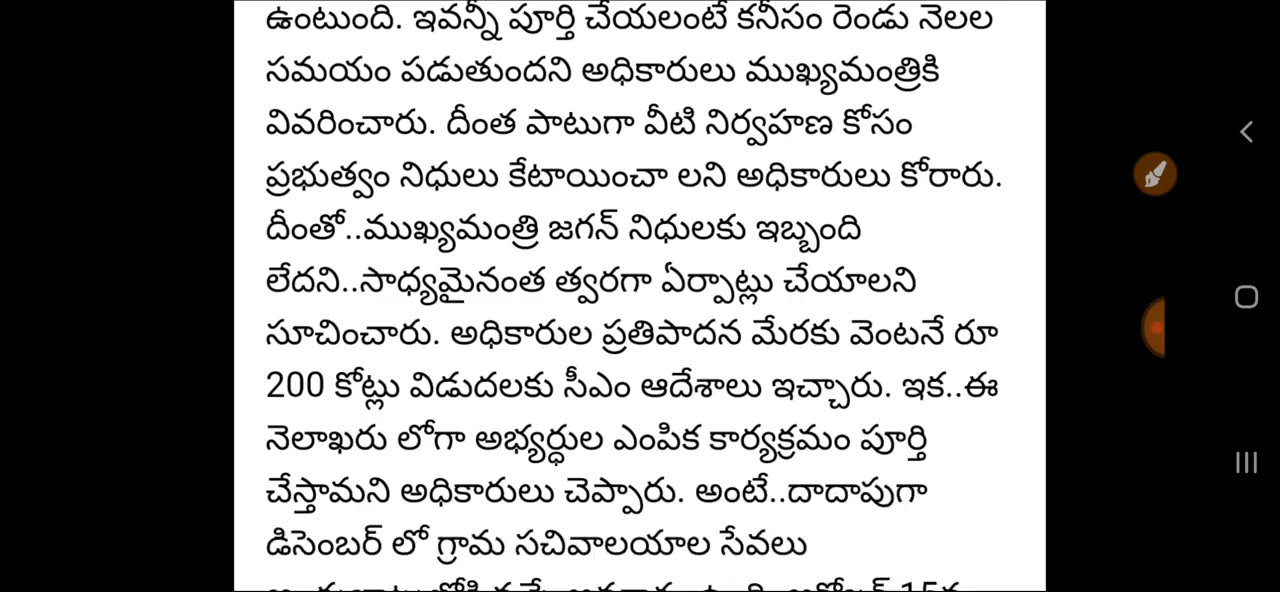 ఉంటుంది. ఇవన్నీ పూర్తి చేయలంటే కనీసం రెండు నెలల
సమయం పడుతుందని అధికారులు ముఖ్యమంత్రికి
వివరించారు. దీంత పాటుగా వీటి నిర్వహణ కోసం
ప్రభుత్వం నిధులు కేటాయించా లని అధికారులు కోరారు.
దీంతో..ముఖ్యమంత్రి జగన్ నిధులకు ఇబ్బంది
లేదని..సాధ్యమైనంత త్వరగా ఏర్పాట్లు చేయాలని
సూచించారు. అధికారుల ప్రతిపాదన మేరకు వెంటనే రూ
200 కోట్లు విడుదలకు సీఎం ఆదేశాలు ఇచ్చారు. ఇక..ఈ
నెలాఖరు లోగా అభ్యర్ధుల ఎంపిక కార్యక్రమం పూర్తి
చేస్తామని అధికారులు చెప్పారు. అంటే..దాదాపుగా
డిసెంబర్ లో గ్రామ సచివాలయాల సేవలు